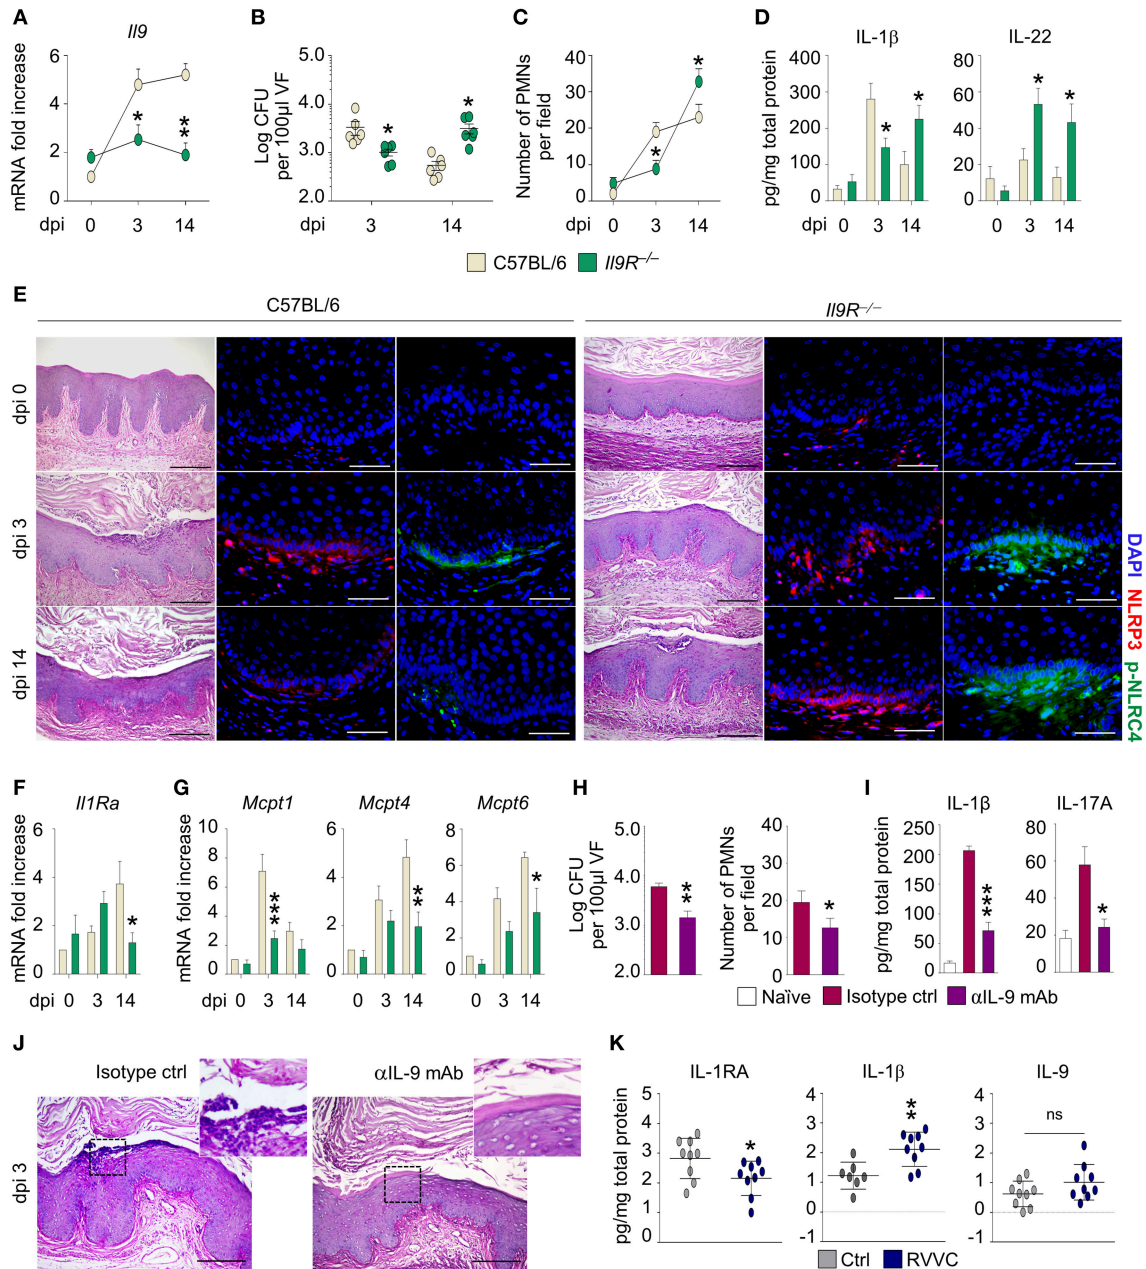 A
Il9
mRNA fold increase
6
4
2
0
dpi
0
3
14
*
**
B
Log CFU
per 100µl VF
5.0
4.0
3.0
2.0
dpi
3
14
*
*
C
Number of PMNs
per field
40
30
20
10
0
dpi
0
3
14
*
*
D
IL-1β
pg/mg total protein
400
300
200
100
0
dpi
0
3
14
*
*
IL-22
80
60
40
20
0
0
3
14
*
*
C57BL/6
Il9R–/–
E
C57BL/6
Il9R–/–
dpi 0
dpi 3
dpi 14
DAPI NLRP3 p-NLRC4
F
Il1Ra
mRNA fold increase
6
4
2
0
dpi
0
3
14
*
G
Mcpt1
mRNA fold increase
10
8
6
4
2
0
dpi
0
3
14
***
Mcpt4
6
4
2
0
0
3
14
**
Mcpt6
8
6
4
2
0
0
3
14
*
H
Log CFU
per 100µl VF
5.0
4.0
3.0
2.0
**
Number of PMNs
per field
40
30
20
10
0
*
I
IL-1β
pg/mg total protein
250
200
150
100
50
0
***
IL-17A
80
60
40
20
0
*
Naïve
Isotype ctrl
αIL-9 mAb
J
Isotype ctrl
αIL-9 mAb
dpi 3
K
IL-1RA
pg/mg total protein
5
4
3
2
1
0
*
IL-1β
3
2
1
0
-1
**
IL-9
4
3
2
1
0
-1
ns
Ctrl
RVVC